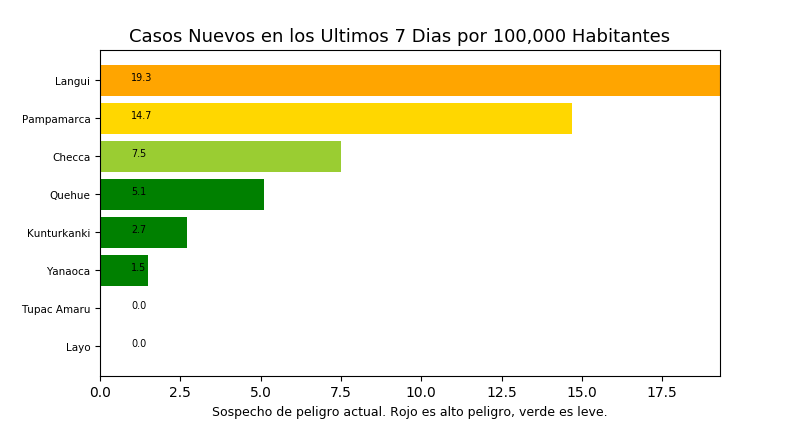 Casos Nuevos en los Ultimos 7 Dias por 100,000 Habitantes
Langui 19.3
Pampamarca 14.7
Checca 7.5
Quehue 5.1
Kunturkanki 2.7
Yanaoca 1.5
Tupac Amaru 0.0
Layo 0.0
0.0 2.5 5.0 7.5 10.0 12.5 15.0 17.5
Sospecho de peligro actual. Rojo es alto peligro, verde es leve.